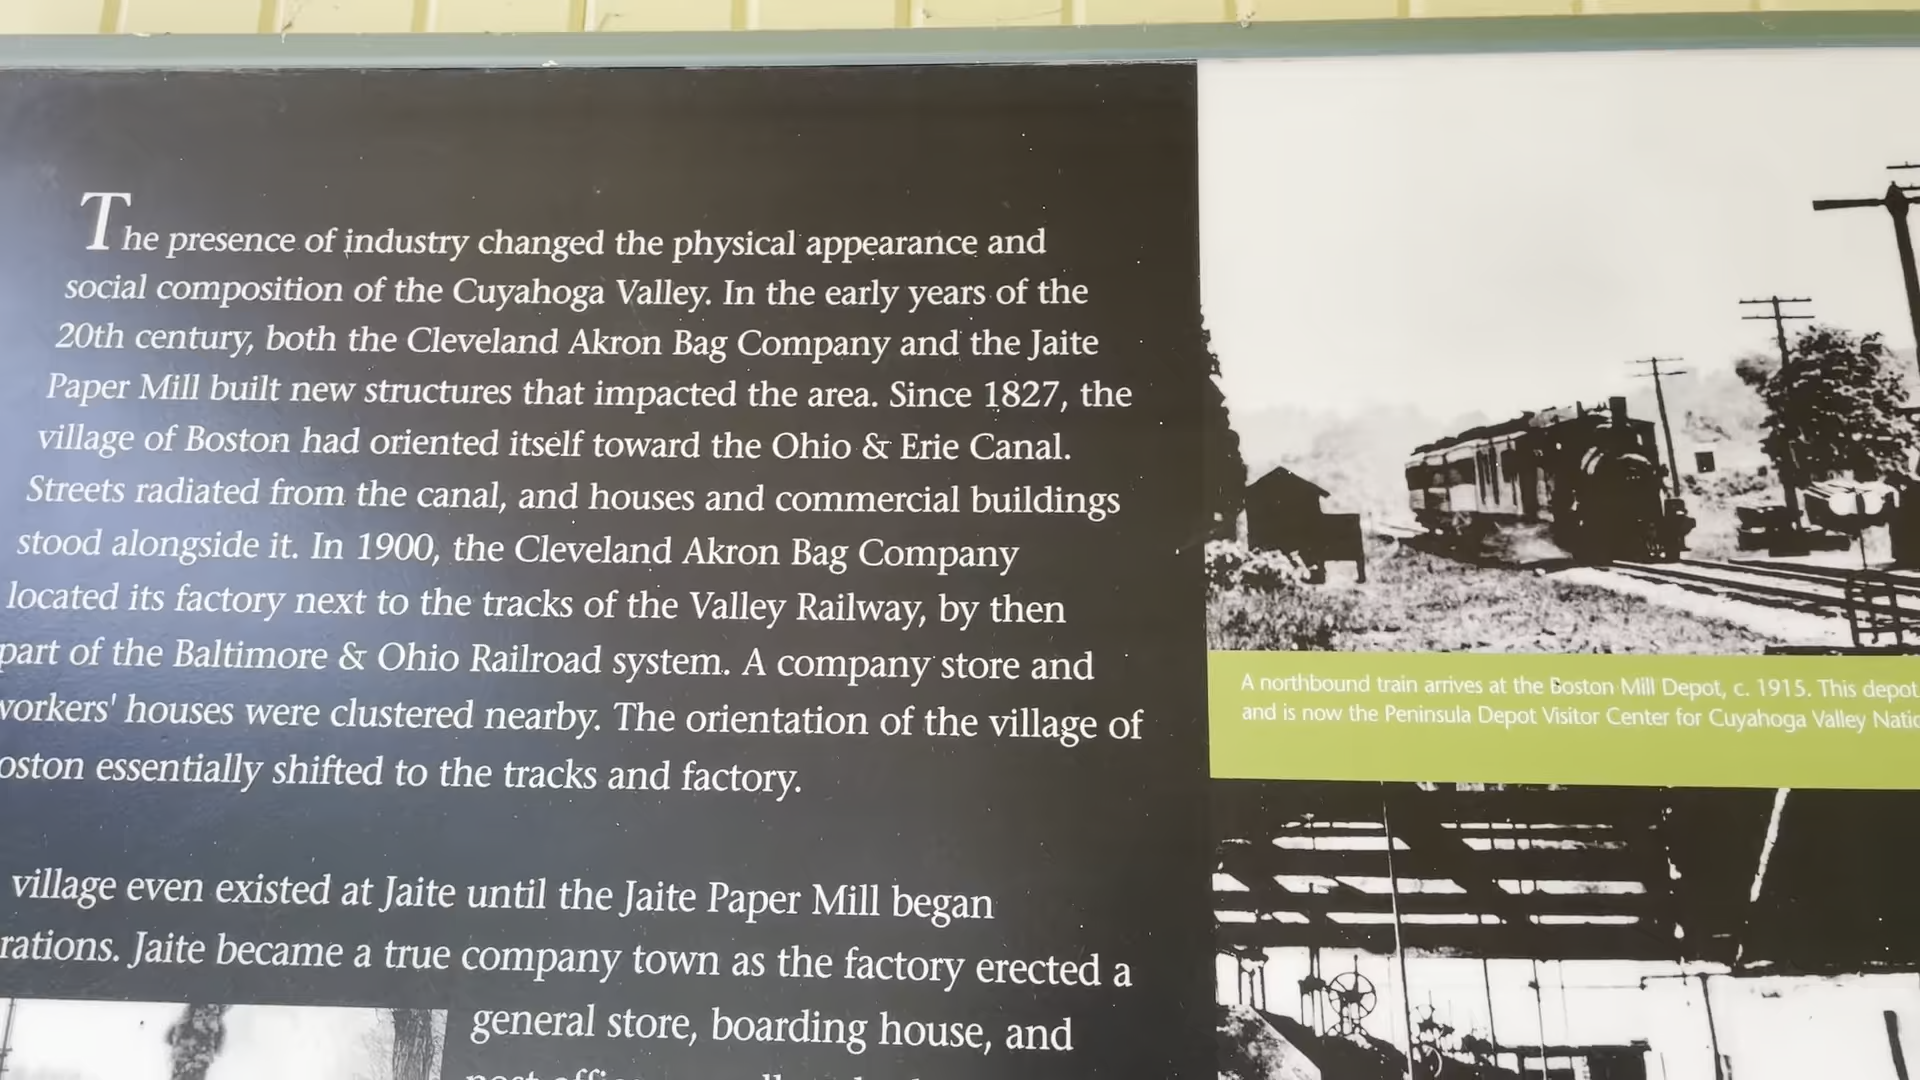 The presence of industry changed the physical appearance and
social composition of the Cuyahoga Valley. In the early years of the
20th century, both the Cleveland Akron Bag Company and the Jaite
Paper Mill built new structures that impacted the area. Since 1827, the
village of Boston had oriented itself toward the Ohio & Erie Canal.
Streets radiated from the canal, and houses and commercial buildings
stood alongside it. In 1900, the Cleveland Akron Bag Company
located its factory next to the tracks of the Valley Railway, by then
part of the Baltimore & Ohio Railroad system. A company store and
workers' houses were clustered nearby. The orientation of the village of
oston essentially shifted to the tracks and factory.
village even existed at Jaite until the Jaite Paper Mill began
rations. Jaite became a true company town as the factory erected a
general store, boarding house, and
A northbound train arrives at the Boston Mill Depot, c. 1915. This depot
and is now the Peninsula Depot Visitor Center for Cuyahoga Valley Natio